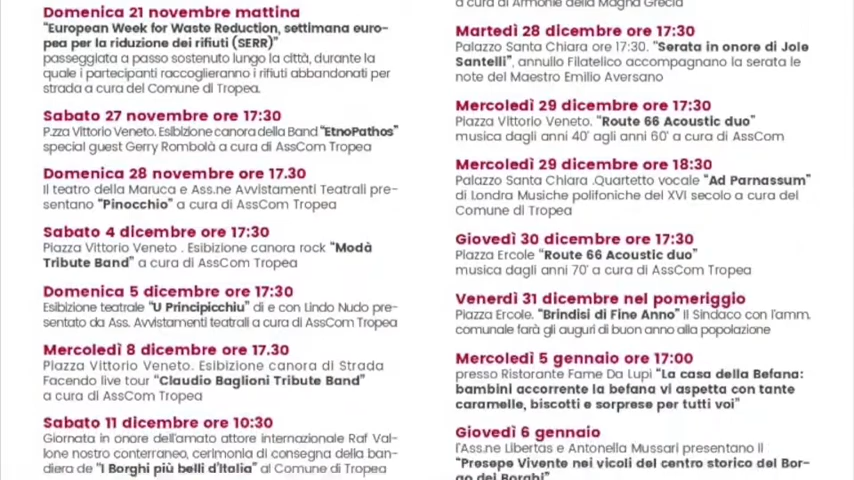 Domenica 21 novembre mattina
"European Week for Waste Reduction, settimana euro-
pea per la riduzione dei rifiuti (SERR)"
passeggiata a passo sostenuto lungo la città, durante la
quale i partecipanti raccoglieranno i rifiuti abbandonati per
strada a cura del Comune di Tropea.
Sabato 27 novembre ore 17:30
P.zza Vittorio Veneto. Esibizione canora della Band "EtnoPathos"
special guest Gerry Rombolà a cura di AssCom Tropea
Domenica 28 novembre ore 17.30
Il teatro della Maruca e Ass.ne Avvistamenti Teatrali pre-
sentano "Pinocchio" a cura di AssCom Tropea
Sabato 4 dicembre ore 17:30
Piazza Vittorio Veneto . Esibizione canora rock "Modà
Tribute Band" a cura di AssCom Tropea
Domenica 5 dicembre ore 17:30
Esibizione teatrale "U Principicchiu" di e con Lindo Nudo pre-
sentato da Ass. Avvistamenti teatrali a cura di AssCom Tropea
Mercoledì 8 dicembre ore 17.30
Piazza Vittorio Veneto. Esibizione canora di Strada
Facendo live tour "Claudio Baglioni Tribute Band"
a cura di AssCom Tropea
Sabato 11 dicembre ore 10:30
Giornata in onore dell'amato attore internazionale Raf Val-
lone nostro conterraneo, cerimonia di consegna della ban-
diera de "I Borghi più belli d'Italia" al Comune di Tropea
a cura di Armonie della Magna Grecia
Martedì 28 dicembre ore 17:30
Palazzo Santa Chiara ore 17:30. "Serata in onore di Jole
Santelli", annullo Filatelico accompagnano la serata le
note del Maestro Emilio Aversano
Mercoledì 29 dicembre ore 17:30
Piazza Vittorio Veneto. "Route 66 Acoustic duo"
musica dagli anni 40' agli anni 60' a cura di AssCom
Mercoledì 29 dicembre ore 18:30
Palazzo Santa Chiara .Quartetto vocale "Ad Parnassum"
di Londra Musiche polifoniche del XVI secolo a cura del
Comune di Tropea
Giovedì 30 dicembre ore 17:30
Piazza Ercole "Route 66 Acoustic duo"
musica dagli anni 70' a cura di AssCom Tropea
Venerdì 31 dicembre nel pomeriggio
Piazza Ercole. "Brindisi di Fine Anno" Il Sindaco con l'amm.
comunale farà gli auguri di buon anno alla popolazione
Mercoledì 5 gennaio ore 17:00
presso Ristorante Fame Da Lupi "La casa della Befana:
bambini accorrente la befana vi aspetta con tante
caramelle, biscotti e sorprese per tutti voi"
Giovedì 6 gennaio
l'Ass.ne Libertas e Antonella Mussari presentano il
"Presepe Vivente nei vicoli del centro storico del Bor-
go dei Borghi"